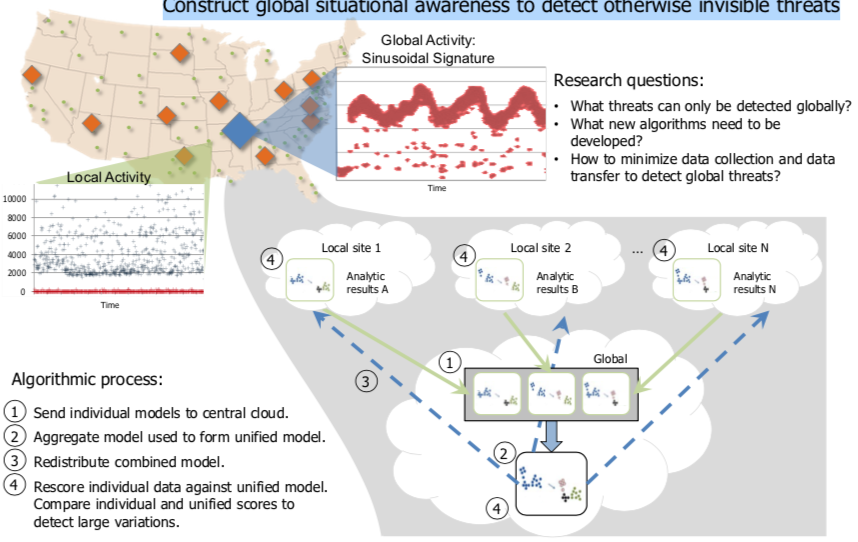 Construct global situational awareness to detect otherwise invisible threats
Global Activity:
Sinusoidal Signature
Time
Research questions:
• What threats can only be detected globally?
• What new algorithms need to be
developed?
• How to minimize data collection and data
transfer to detect global threats?
Local Activity
10000
8000
6000
4000
2000
0
Time
4
Local site 1
Analytic
results A
4
Local site 2
Analytic
results B
...
4
Local site N
Analytic
results N
1
Global
3
2
4
Algorithmic process:
1 Send individual models to central cloud.
2 Aggregate model used to form unified model.
3 Redistribute combined model.
4 Rescore individual data against unified model.
Compare individual and unified scores to
detect large variations.